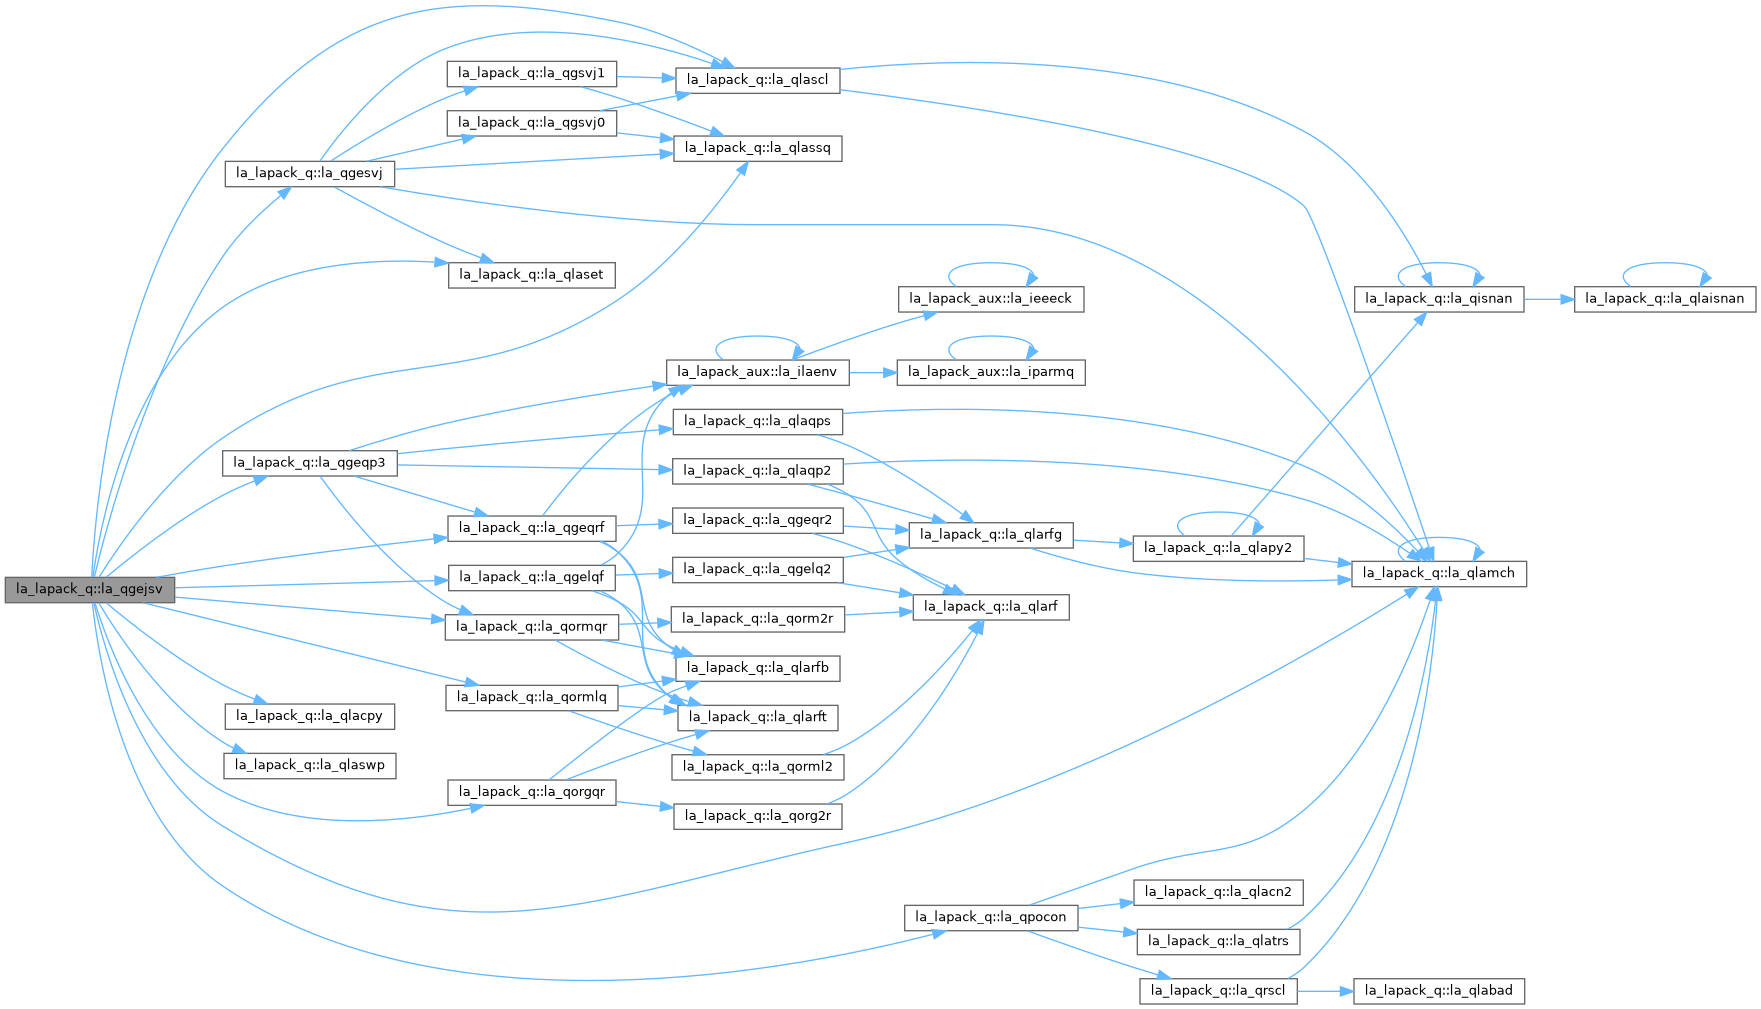 la_lapack_q::la_qgejsv
la_lapack_q::la_qgesvj
la_lapack_q::la_qgeqp3
la_lapack_q::la_qlacpy
la_lapack_q::la_qlaswp
la_lapack_q::la_qgsvj1
la_lapack_q::la_qgsvj0
la_lapack_q::la_qlaset
la_lapack_q::la_qgeqrf
la_lapack_q::la_qgelqf
la_lapack_q::la_qormqr
la_lapack_q::la_qormlq
la_lapack_q::la_qorgqr
la_lapack_q::la_qlascl
la_lapack_q::la_qlassq
la_lapack_aux::la_ilaenv
la_lapack_q::la_qlaqps
la_lapack_q::la_qlaqp2
la_lapack_q::la_qgeqr2
la_lapack_q::la_qgelq2
la_lapack_q::la_qorm2r
la_lapack_q::la_qlarfb
la_lapack_q::la_qlarft
la_lapack_q::la_qorml2
la_lapack_q::la_qorg2r
la_lapack_aux::la_ieeeck
la_lapack_aux::la_iparmq
la_lapack_q::la_qlarfg
la_lapack_q::la_qlarf
la_lapack_q::la_qpocon
la_lapack_q::la_qlapy2
la_lapack_q::la_qlacn2
la_lapack_q::la_qlatrs
la_lapack_q::la_qrscl
la_lapack_q::la_qisnan
la_lapack_q::la_qlamch
la_lapack_q::la_qlabad
la_lapack_q::la_qlaisnan